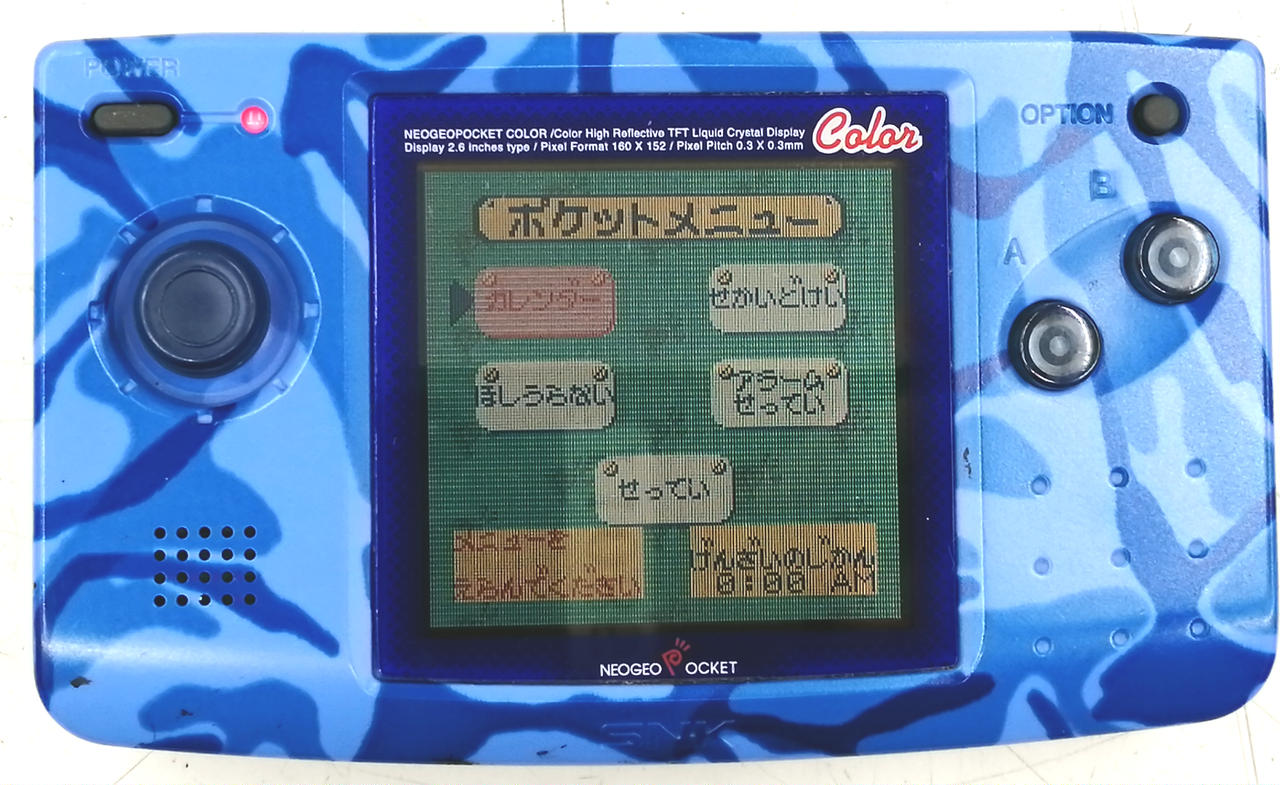 POWER
OPTION
NEOGEOPOCKET COLOR /Color High Reflective TFT Liquid Crystal Display
Display 2.6 inches type / Pixel Format 160 X 152 / Pixel Pitch 0.3 X 0.3mm
Color
B
A
ポケットメニュー
カレンダー
せかいどけい
ほしうらない
アラーム
せってい
せってい
メニューを
えらんでください
げんざいのじかん
0:00 AM
NEOGEO POCKET
SNK